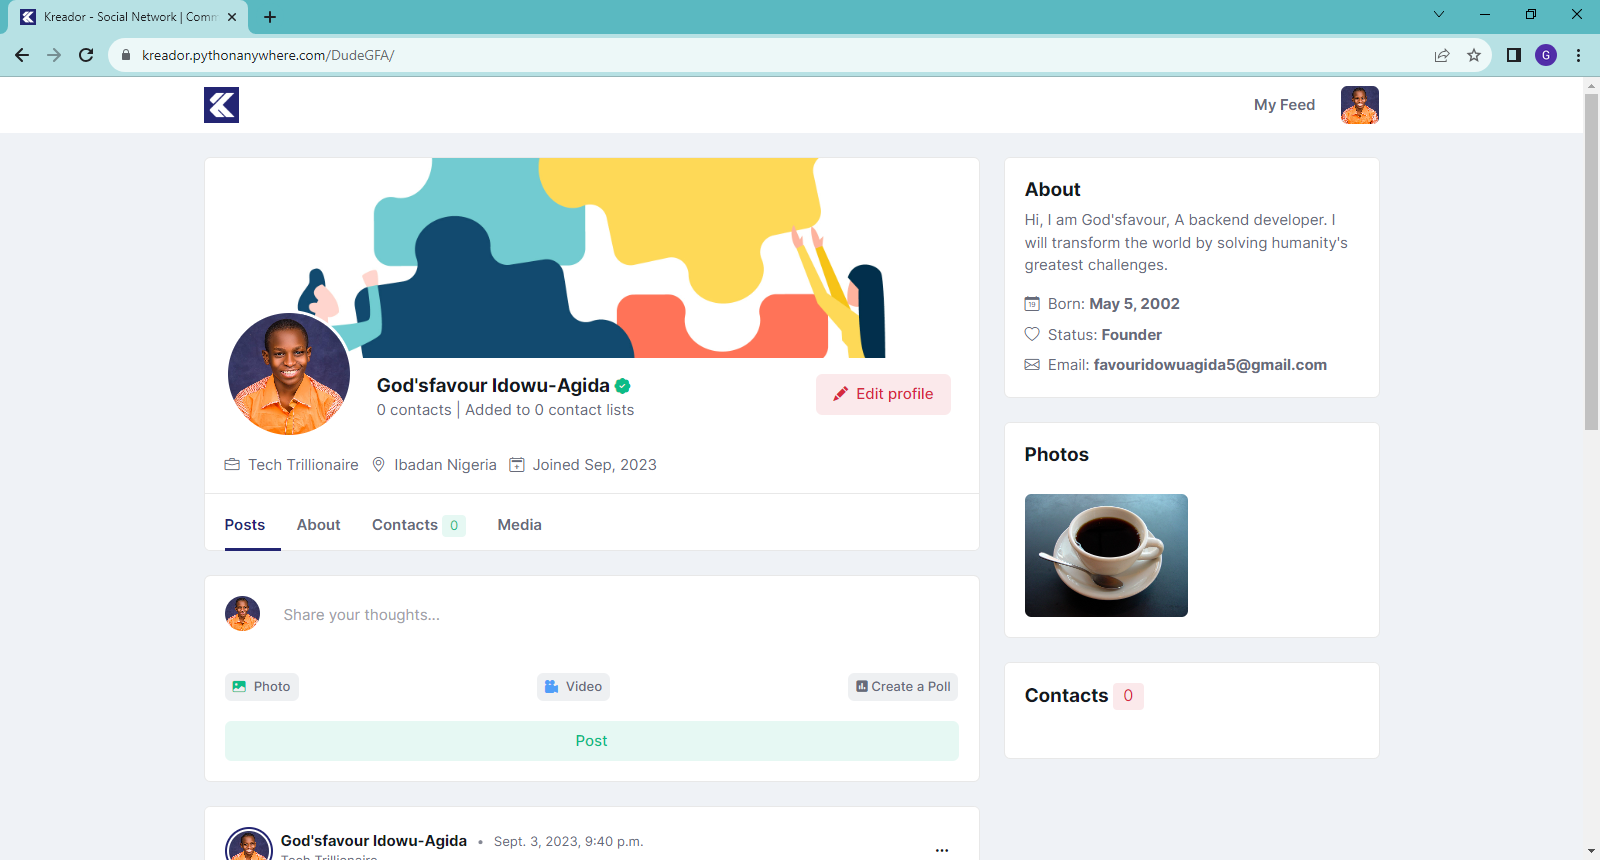 Kreador - Social Network | Comm
kreador.pythonanywhere.com/DudeGFA/
G
My Feed
God'sfavour Idowu-Agida
0 contacts | Added to 0 contact lists
Edit profile
Tech Trillionaire
Ibadan Nigeria
Joined Sep, 2023
Posts
About
Contacts 0
Media
Share your thoughts...
Photo
Video
Create a Poll
Post
God'sfavour Idowu-Agida • Sept. 3, 2023, 9:40 p.m.
Tech Trillionaire
About
Hi, I am God'sfavour, A backend developer. I
will transform the world by solving humanity's
greatest challenges.
19
Born: May 5, 2002
Status: Founder
Email: favouridowuagida5@gmail.com
Photos
Contacts 0